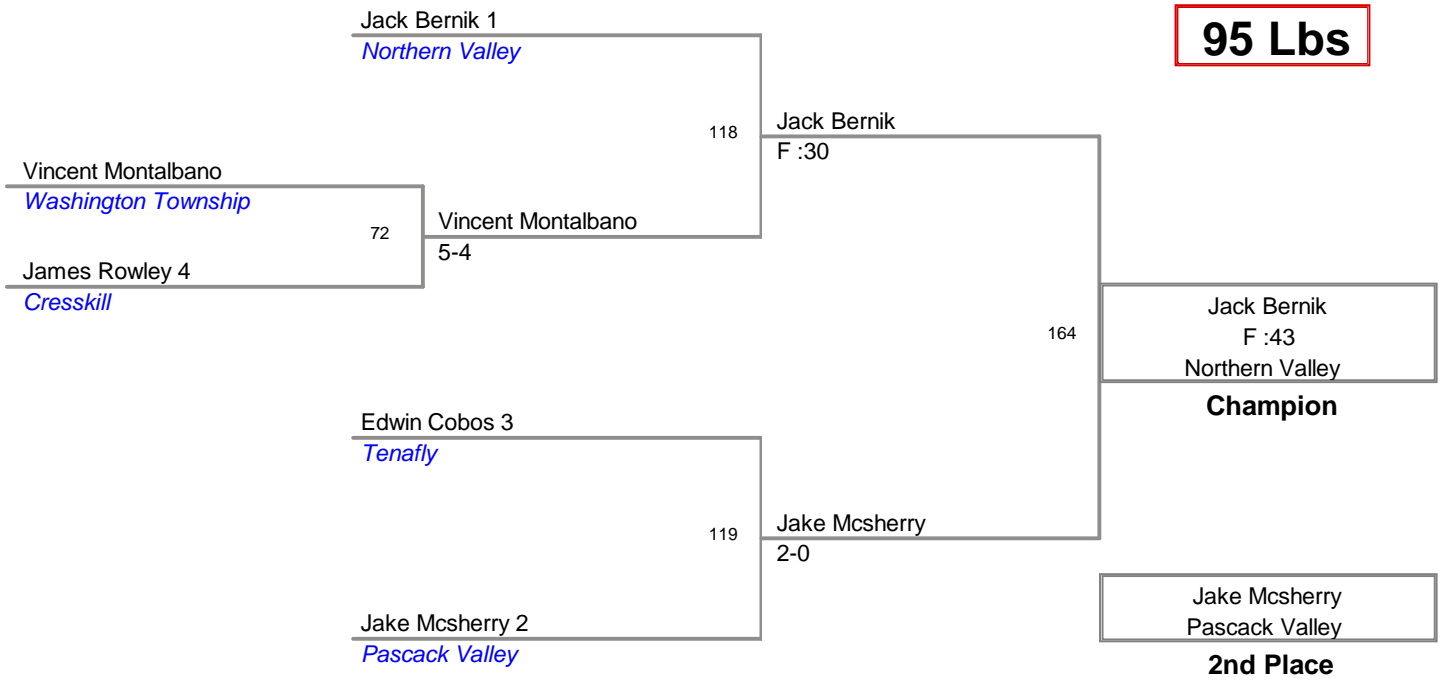 Jack Bernik 1
Northern Valley
95 Lbs
118
Jack Bernik
F :30
Vincent Montalbano
Washington Township
72
Vincent Montalbano
5-4
James Rowley 4
Cresskill
164
Jack Bernik
F :43
Northern Valley
Champion
Edwin Cobos 3
Tenafly
119
Jake Mcsherry
2-0
Jake Mcsherry 2
Pascack Valley
Jake Mcsherry
Pascack Valley
2nd Place